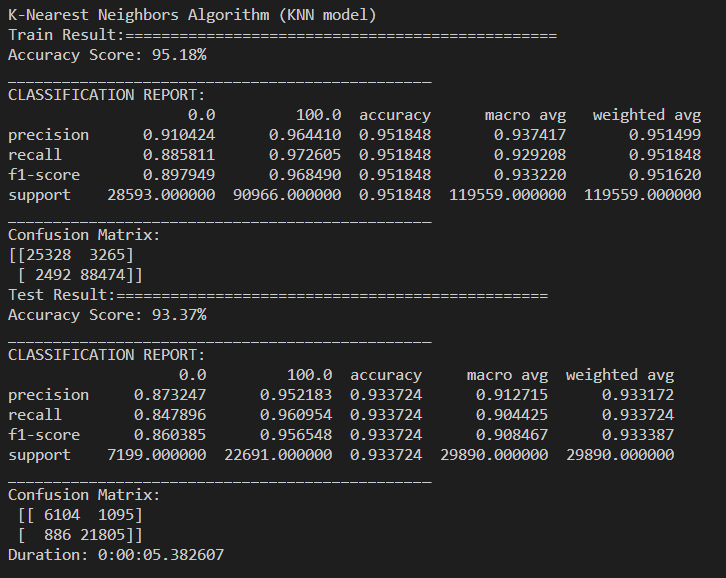 K-Nearest Neighbors Algorithm (KNN model)
Train Result:================================================
Accuracy Score: 95.18%
_______________________________________________
CLASSIFICATION REPORT:
                    0.0         100.0  accuracy      macro avg   weighted avg
precision      0.910424      0.964410  0.951848       0.937417       0.951499
recall         0.885811      0.972605  0.951848       0.929208       0.951848
f1-score       0.897949      0.968490  0.951848       0.933220       0.951620
support    28593.000000  90966.000000  0.951848  119559.000000  119559.000000
_______________________________________________
Confusion Matrix:
[[25328  3265]
 [ 2492 88474]]
Test Result:================================================
Accuracy Score: 93.37%
_______________________________________________
CLASSIFICATION REPORT:
                   0.0         100.0  accuracy     macro avg  weighted avg
precision     0.873247      0.952183  0.933724      0.912715      0.933172
recall        0.847896      0.960954  0.933724      0.904425      0.933724
f1-score      0.860385      0.956548  0.933724      0.908467      0.933387
support    7199.000000  22691.000000  0.933724  29890.000000  29890.000000
_______________________________________________
Confusion Matrix:
 [[ 6104  1095]
 [  886 21805]]
Duration: 0:00:05.382607